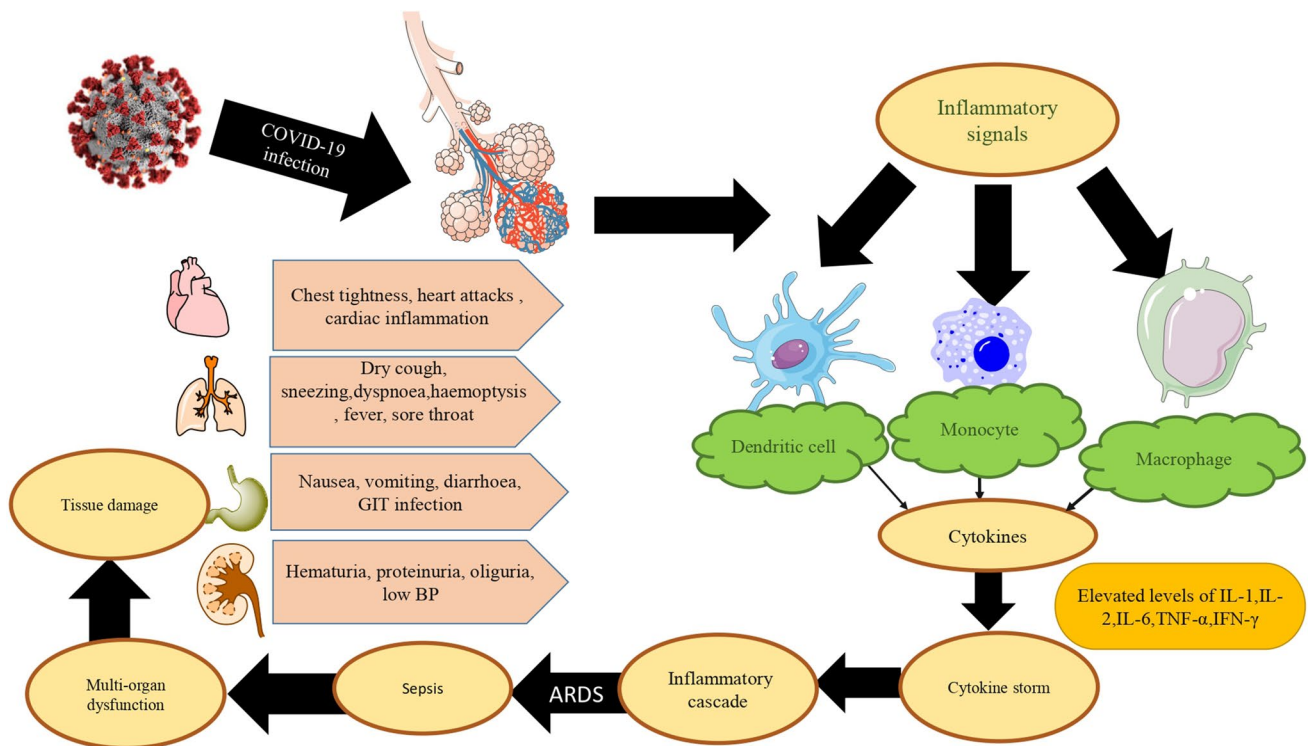 COVID-19
infection
Inflammatory
signals
Chest tightness, heart attacks ,
cardiac inflammation
Dry cough,
sneezing,dyspnoea,haemoptysis
, fever, sore throat
Dendritic cell
Monocyte
Macrophage
Tissue damage
Nausea, vomiting, diarrhoea,
GIT infection
Cytokines
Hematuria, proteinuria, oliguria,
low BP
Elevated levels of IL-1,IL-
2,IL-6,TNF-α,IFN-γ
Multi-organ
dysfunction
Sepsis
ARDS
Inflammatory
cascade
Cytokine storm